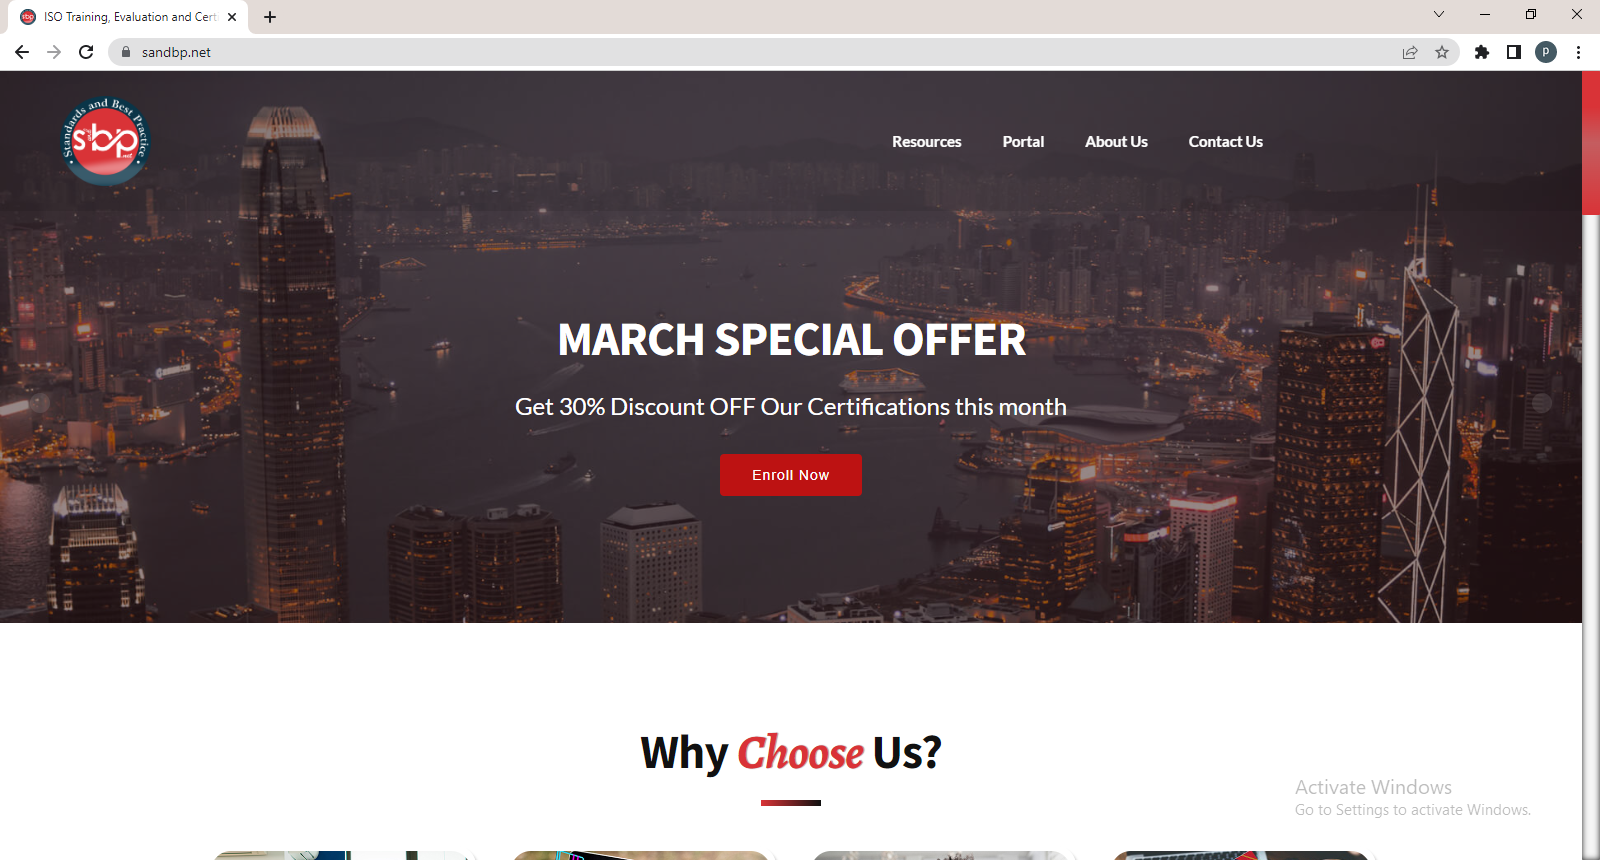 ISO Training, Evaluation and Cert
sandbp.net
p
Standards and Best Practice
sbp
.net
Resources
Portal
About Us
Contact Us
MARCH SPECIAL OFFER
Get 30% Discount OFF Our Certifications this month
Enroll Now
Why Choose Us?
Activate Windows
Go to Settings to activate Windows.